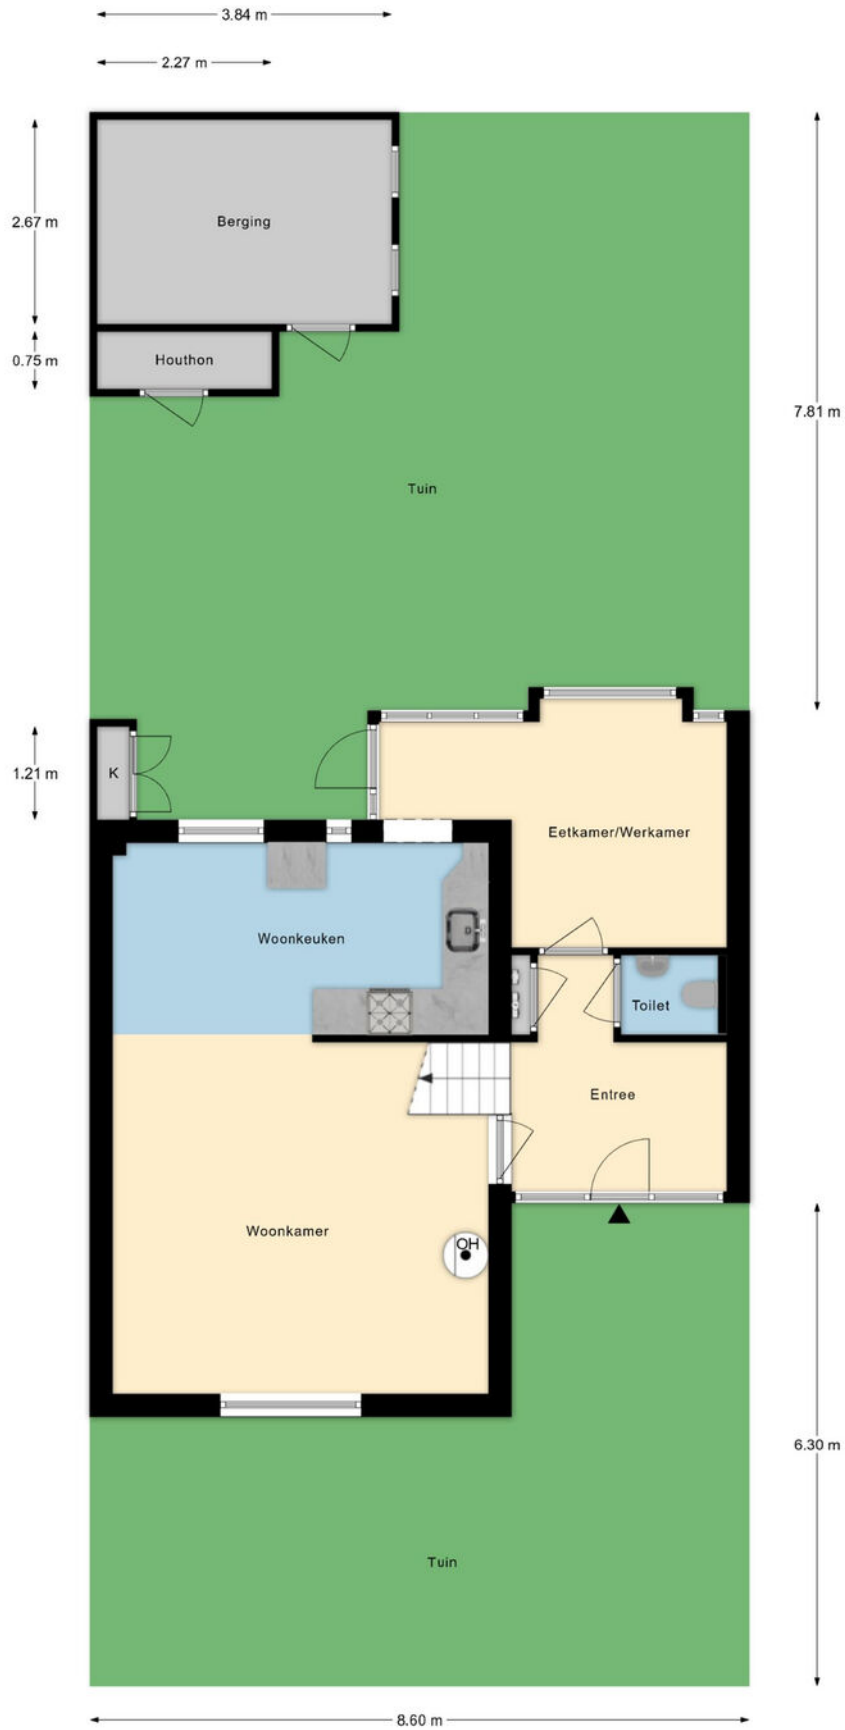 3.84 m
2.27 m
2.67 m
Berging
0.75 m
Houthon
7.81 m
Tuin
1.21 m
K
Eetkamer/Werkamer
Woonkeuken
Toilet
Entree
Woonkamer
OH
6.30 m
Tuin
8.60 m